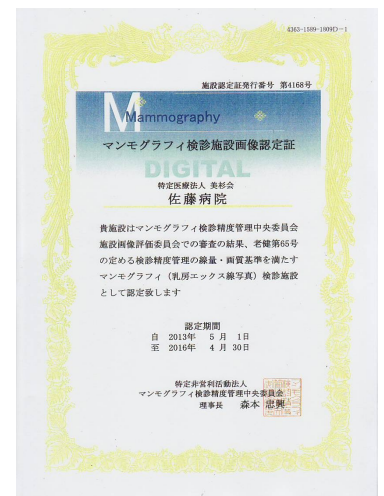 4363-1589-1809D-1
施設認定証発行番号 第4168号
Mammography
マンモグラフィ検診施設画像認定証
DIGITAL
特定医療法人 美杉会
佐藤病院
貴施設はマンモグラフィ検診精度管理中央委員会
施設画像評価委員会での審査の結果、老健第65号
の定める検診精度管理の線量・画質基準を満たす
マンモグラフィ（乳房エックス線写真）検診施設
として認定致します
認定期間
自 2013年 5 月 1日
至 2016年 4 月 30日
特定非営利活動法人
マンモグラフィ検診精度管理中央委員会
理事長 森本 忠興